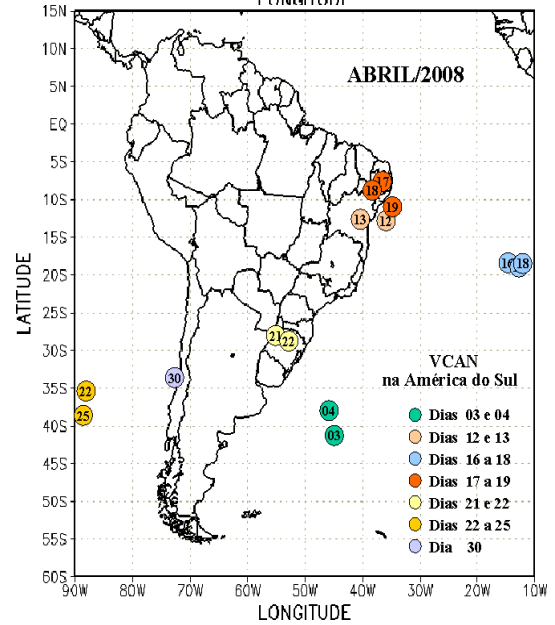 LONGITUDE
15N
10N
5N
EQ
5S
10S
15S
20S
25S
30S
35S
40S
45S
50S
55S
60S
LATITUDE
ABRIL/2008
17
18
19
13
12
16
18
21
22
30
22
25
04
03
VCAN
na América do Sul
Dias 03 e 04
Dias 12 e 13
Dias 16 a 18
Dias 17 a 19
Dias 21 e 22
Dias 22 a 25
Dia 30
90W 80W 70W 60W 50W 40W 30W 20W 10W
LONGITUDE